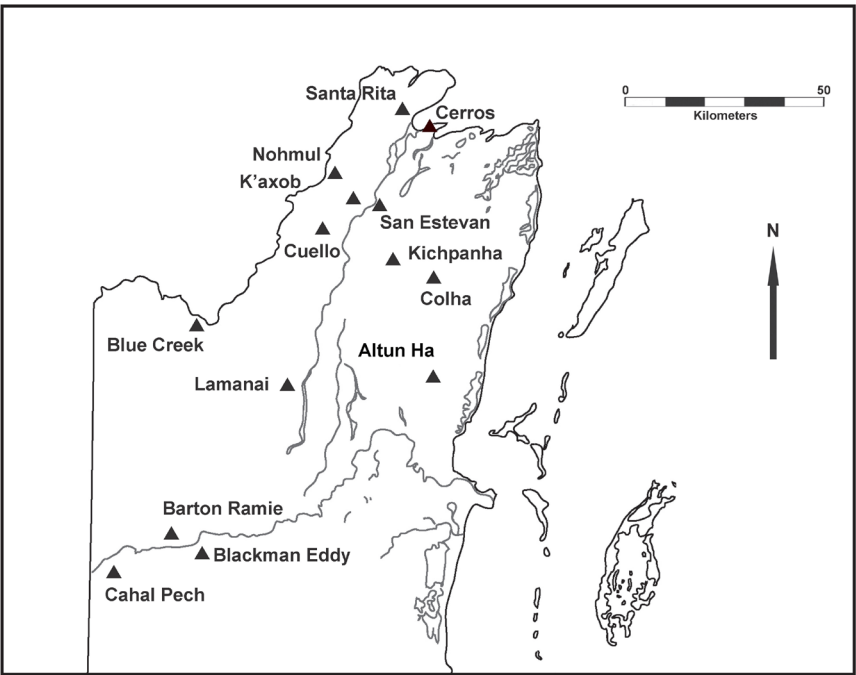 0 50
Kilometers
Santa Rita
Cerros
Nohmul
K'axob
San Estevan
Cuello
Kichpanha
Colha
N
Blue Creek
Altun Ha
Lamanai
Barton Ramie
Blackman Eddy
Cahal Pech